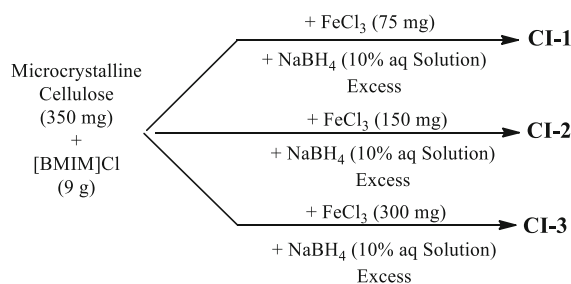 Microcrystalline
Cellulose
(350 mg)
+
[BMIM]Cl
(9 g)
+ FeCl₃ (75 mg)
+ NaBH₄ (10% aq Solution)
Excess
CI-1
+ FeCl₃ (150 mg)
+ NaBH₄ (10% aq Solution)
Excess
CI-2
+ FeCl₃ (300 mg)
+ NaBH₄ (10% aq Solution)
Excess
CI-3